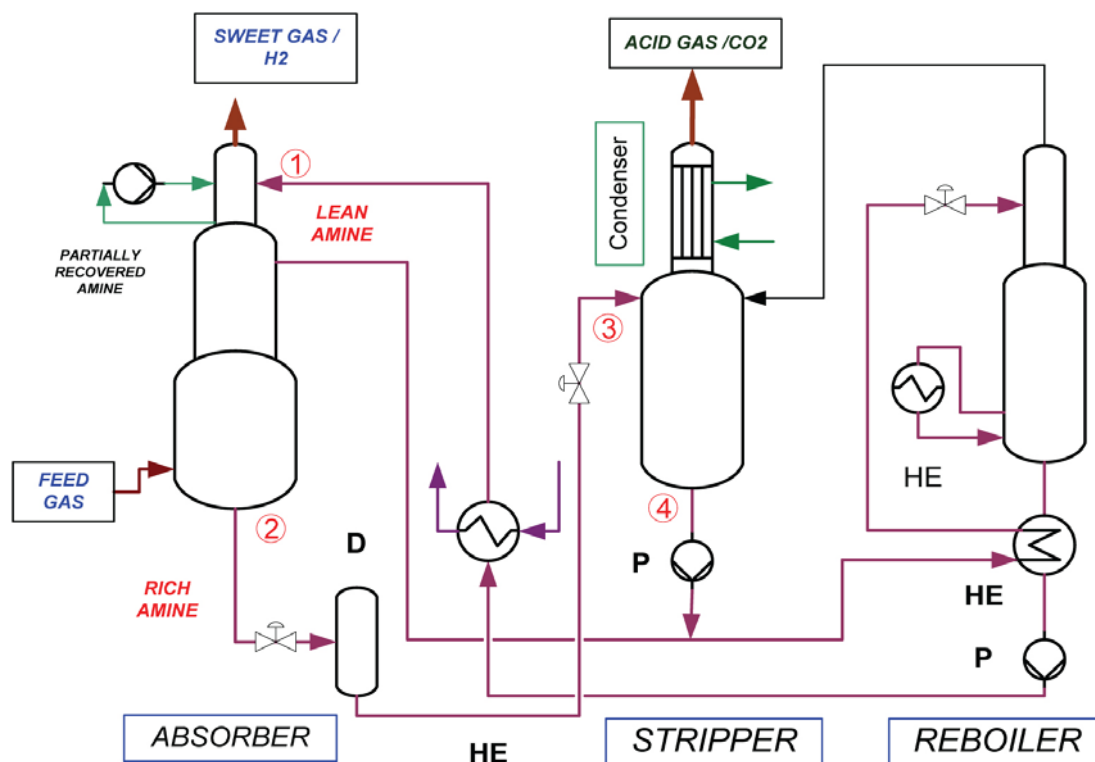 SWEET GAS /
H2
ACID GAS /CO2
Condenser
1
LEAN
AMINE
PARTIALLY
RECOVERED
AMINE
3
FEED
GAS
2
HE
4
D
P
RICH
AMINE
HE
P
ABSORBER
HE
STRIPPER
REBOILER